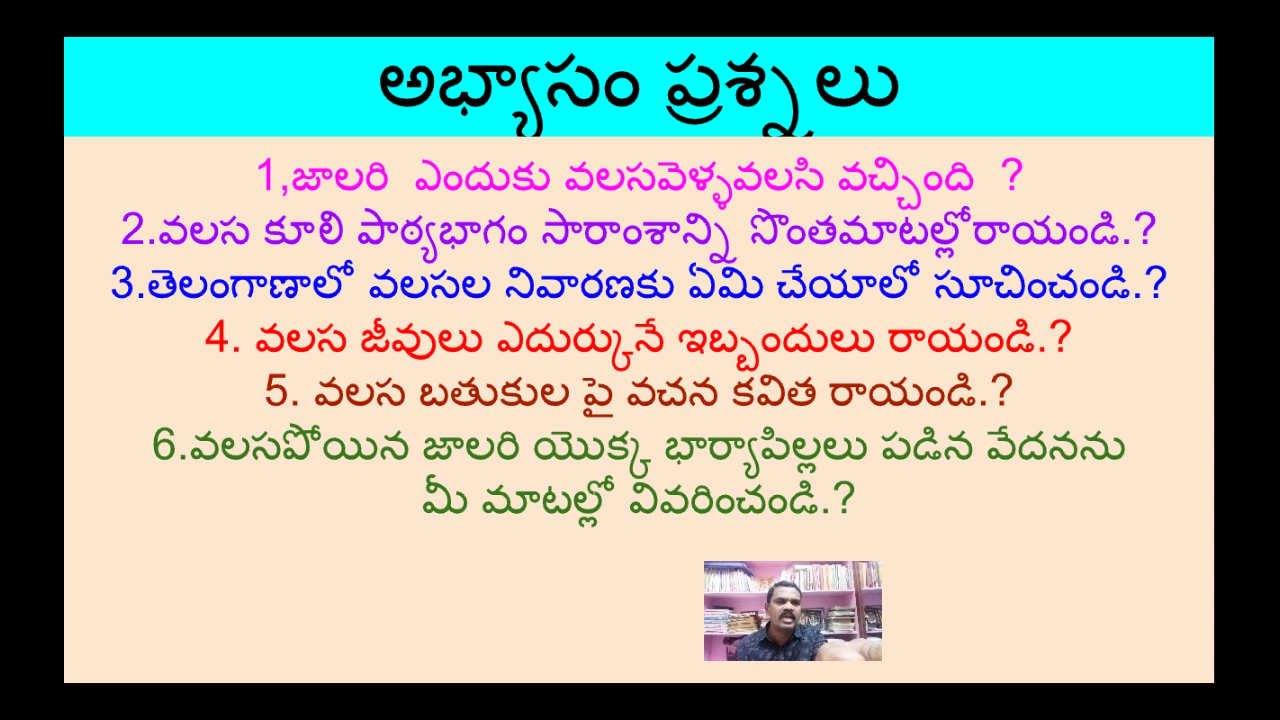 అభ్యాసం ప్రశ్నలు
1,జాలరి ఎందుకు వలసవెళ్ళవలసి వచ్చింది ?
2.వలస కూలి పాఠ్యభాగం సారాంశాన్ని సొంతమాటల్లోరాయండి.?
3.తెలంగాణాలో వలసల నివారణకు ఏమి చేయాలో సూచించండి.?
4. వలస జీవులు ఎదుర్కునే ఇబ్బందులు రాయండి.?
5. వలస బతుకుల పై వచన కవిత రాయండి.?
6.వలసపోయిన జాలరి యొక్క భార్యాపిల్లలు పడిన వేదనను
మీ మాటల్లో వివరించండి.?